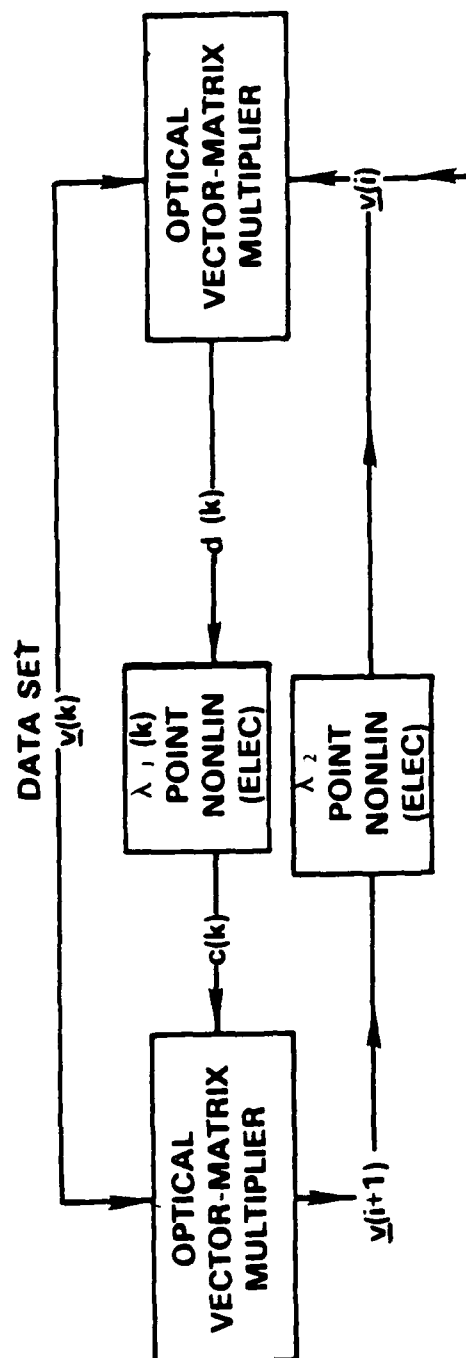 DATA SET
v(k)
OPTICAL
VECTOR-MATRIX
MULTIPLIER
c(k)
λ₁(k)
POINT
NONLIN
(ELEC)
d (k)
OPTICAL
VECTOR-MATRIX
MULTIPLIER
v(i+1)
λ₂
POINT
NONLIN
(ELEC)
v(i)